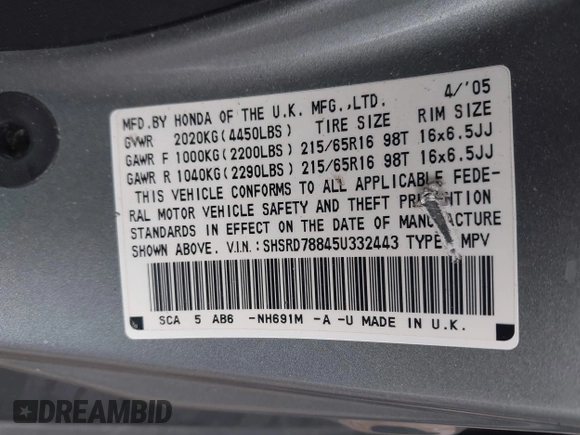 4/'05
MFD.BY HONDA OF THE U.K. MFG.,LTD.
GVWR 2020KG(4450LBS) TIRE SIZE RIM SIZE
GAWR F 1000KG(2200LBS) 215/65R16 98T 16x6.5JJ
GAWR R 1040KG(2290LBS) 215/65R16 98T 16x6.5JJ
THIS VEHICLE CONFORMS TO ALL APPLICABLE FEDE-
RAL MOTOR VEHICLE SAFETY AND THEFT PREVENTION
STANDARDS IN EFFECT ON THE DATE OF MANUFACTURE
SHOWN ABOVE. V.I.N.:SHSRD78845U332443 TYPE: MPV
SCA 5 AB6 -NH691M -A -U MADE IN U.K.
DREAMBID